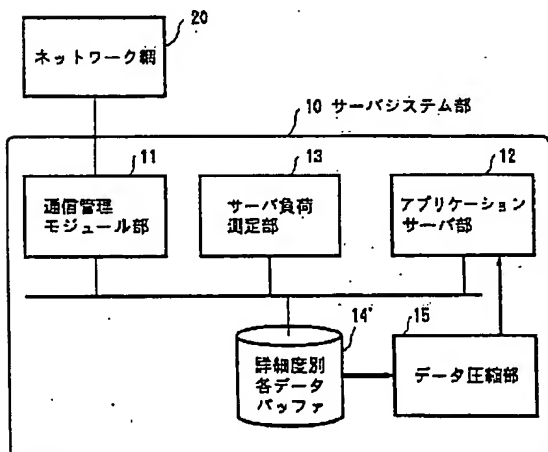 20
ネットワーク網
10 サーバシステム部
11
13
12
通信管理
モジュール部
サーバ負荷
測定部
アプリケーション
サーバ部
14'
15
詳細度別
各データ
バッファ
データ圧縮部